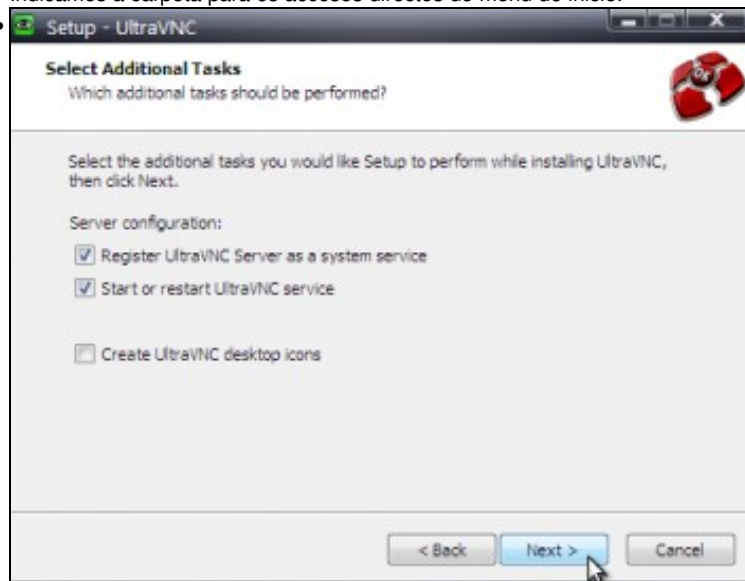 Indicamos a carpeta para os accesos directos do menú de inicio.
Setup - UltraVNC
Select Additional Tasks
Which additional tasks should be performed?
Select the additional tasks you would like Setup to perform while installing UltraVNC,
then click Next.
Server configuration:
Register UltraVNC Server as a system service
Start or restart UltraVNC service
Create UltraVNC desktop icons
< Back Next > Cancel